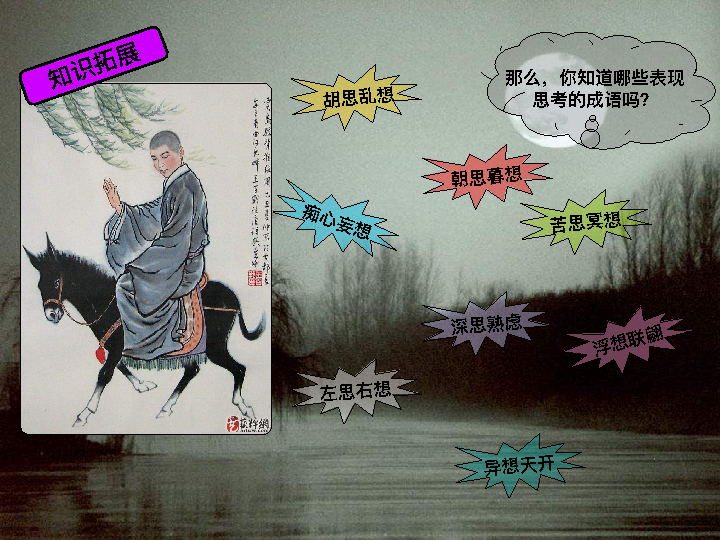 知识拓展
那么，你知道哪些表现
思考的成语吗？
胡思乱想
朝思暮想
痴心妄想
苦思冥想
深思熟虑
浮想联翩
左思右想
异想天开